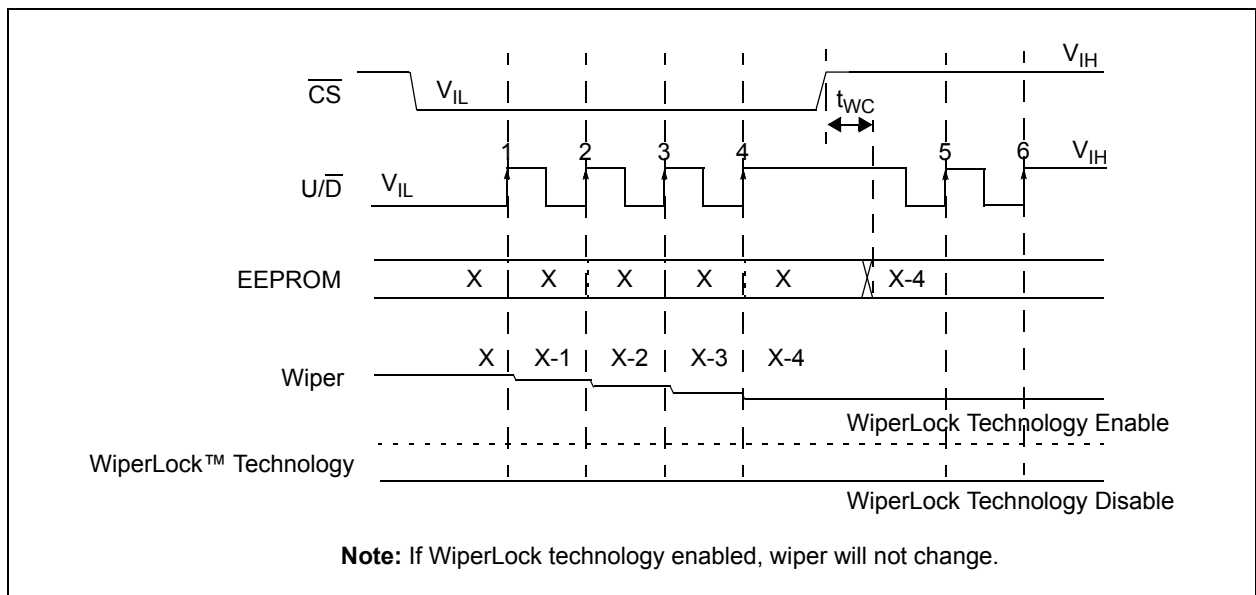 V_IH
CS
V_IL
t_WC
1 2 3 4 5 6
V_IH
U/D
V_IL
EEPROM X X X X X X-4
X X-1 X-2 X-3 X-4
Wiper
WiperLock Technology Enable
WiperLock™ Technology
WiperLock Technology Disable
Note: If WiperLock technology enabled, wiper will not change.